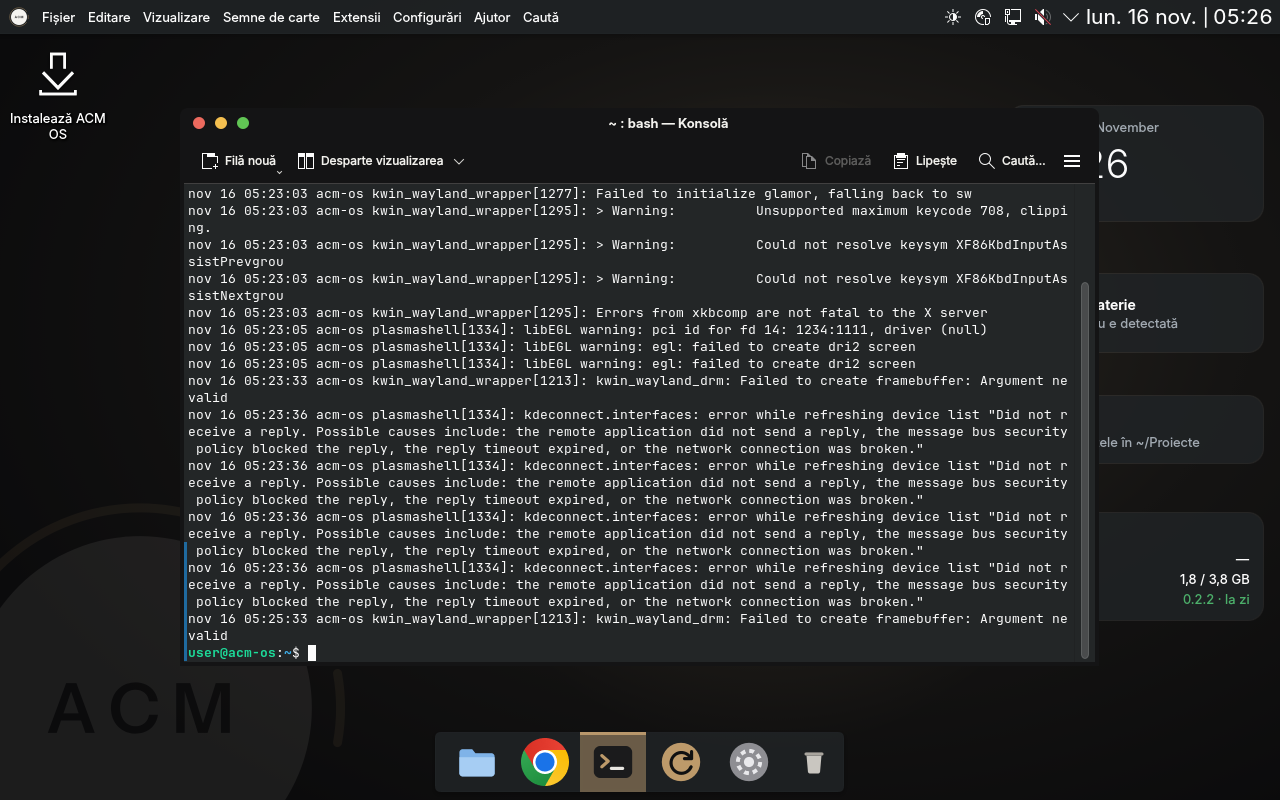 Fișier Editare Vizualizare Semne de carte Extensii Configurări Ajutor Caută
lun. 16 nov. | 05:26
Instalează ACM
OS
~ : bash — Konsolă
Filă nouă Desparte vizualizarea Copiază Lipește Caută...
nov 16 05:23:03 acm-os kwin_wayland_wrapper[1277]: Failed to initialize glamor, falling back to sw
nov 16 05:23:03 acm-os kwin_wayland_wrapper[1295]: > Warning:          Unsupported maximum keycode 708, clippi
ng.
nov 16 05:23:03 acm-os kwin_wayland_wrapper[1295]: > Warning:          Could not resolve keysym XF86KbdInputAs
sistPrevgrou
nov 16 05:23:03 acm-os kwin_wayland_wrapper[1295]: > Warning:          Could not resolve keysym XF86KbdInputAs
sistNextgrou
nov 16 05:23:03 acm-os kwin_wayland_wrapper[1295]: Errors from xkbcomp are not fatal to the X server
nov 16 05:23:05 acm-os plasmashell[1334]: libEGL warning: pci id for fd 14: 1234:1111, driver (null)
nov 16 05:23:05 acm-os plasmashell[1334]: libEGL warning: egl: failed to create dri2 screen
nov 16 05:23:05 acm-os plasmashell[1334]: libEGL warning: egl: failed to create dri2 screen
nov 16 05:23:33 acm-os kwin_wayland_wrapper[1213]: kwin_wayland_drm: Failed to create framebuffer: Argument ne
valid
nov 16 05:23:36 acm-os plasmashell[1334]: kdeconnect.interfaces: error while refreshing device list "Did not r
eceive a reply. Possible causes include: the remote application did not send a reply, the message bus security
 policy blocked the reply, the reply timeout expired, or the network connection was broken."
nov 16 05:23:36 acm-os plasmashell[1334]: kdeconnect.interfaces: error while refreshing device list "Did not r
eceive a reply. Possible causes include: the remote application did not send a reply, the message bus security
 policy blocked the reply, the reply timeout expired, or the network connection was broken."
nov 16 05:23:36 acm-os plasmashell[1334]: kdeconnect.interfaces: error while refreshing device list "Did not r
eceive a reply. Possible causes include: the remote application did not send a reply, the message bus security
 policy blocked the reply, the reply timeout expired, or the network connection was broken."
nov 16 05:23:36 acm-os plasmashell[1334]: kdeconnect.interfaces: error while refreshing device list "Did not r
eceive a reply. Possible causes include: the remote application did not send a reply, the message bus security
 policy blocked the reply, the reply timeout expired, or the network connection was broken."
nov 16 05:25:33 acm-os kwin_wayland_wrapper[1213]: kwin_wayland_drm: Failed to create framebuffer: Argument ne
valid
user@acm-os:~$
November
26
aterie
u e detectată
ele în ~/Proiecte
—
1,8 / 3,8 GB
0.2.2 · la zi
ACM